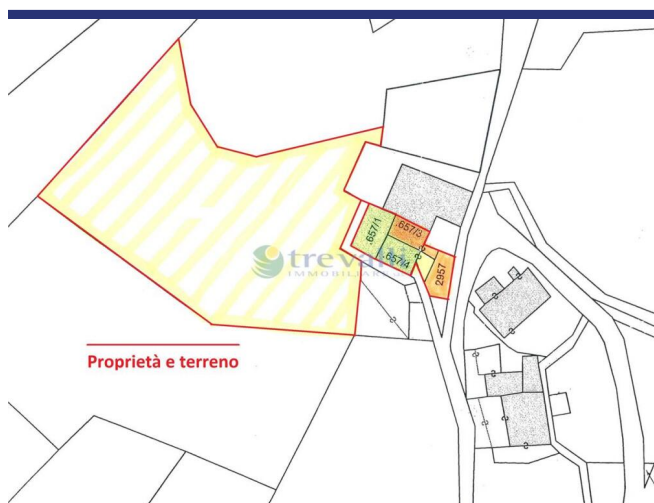 .657/1
.657/3
.657/4
2957
trevalli
IMMOBILIARE
Proprietà e terreno